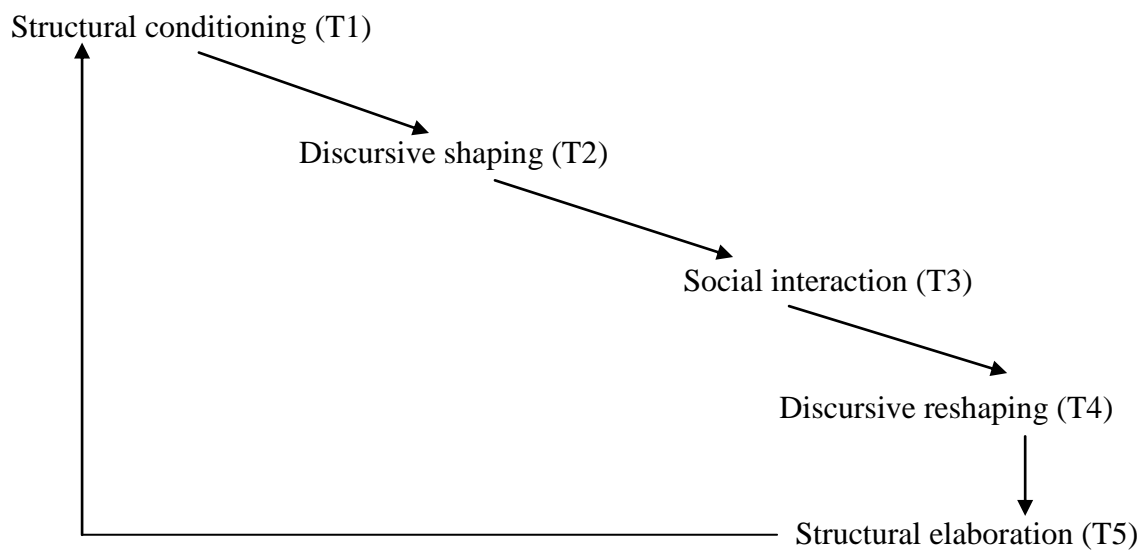 Structural conditioning (T1)
Discursive shaping (T2)
Social interaction (T3)
Discursive reshaping (T4)
Structural elaboration (T5)